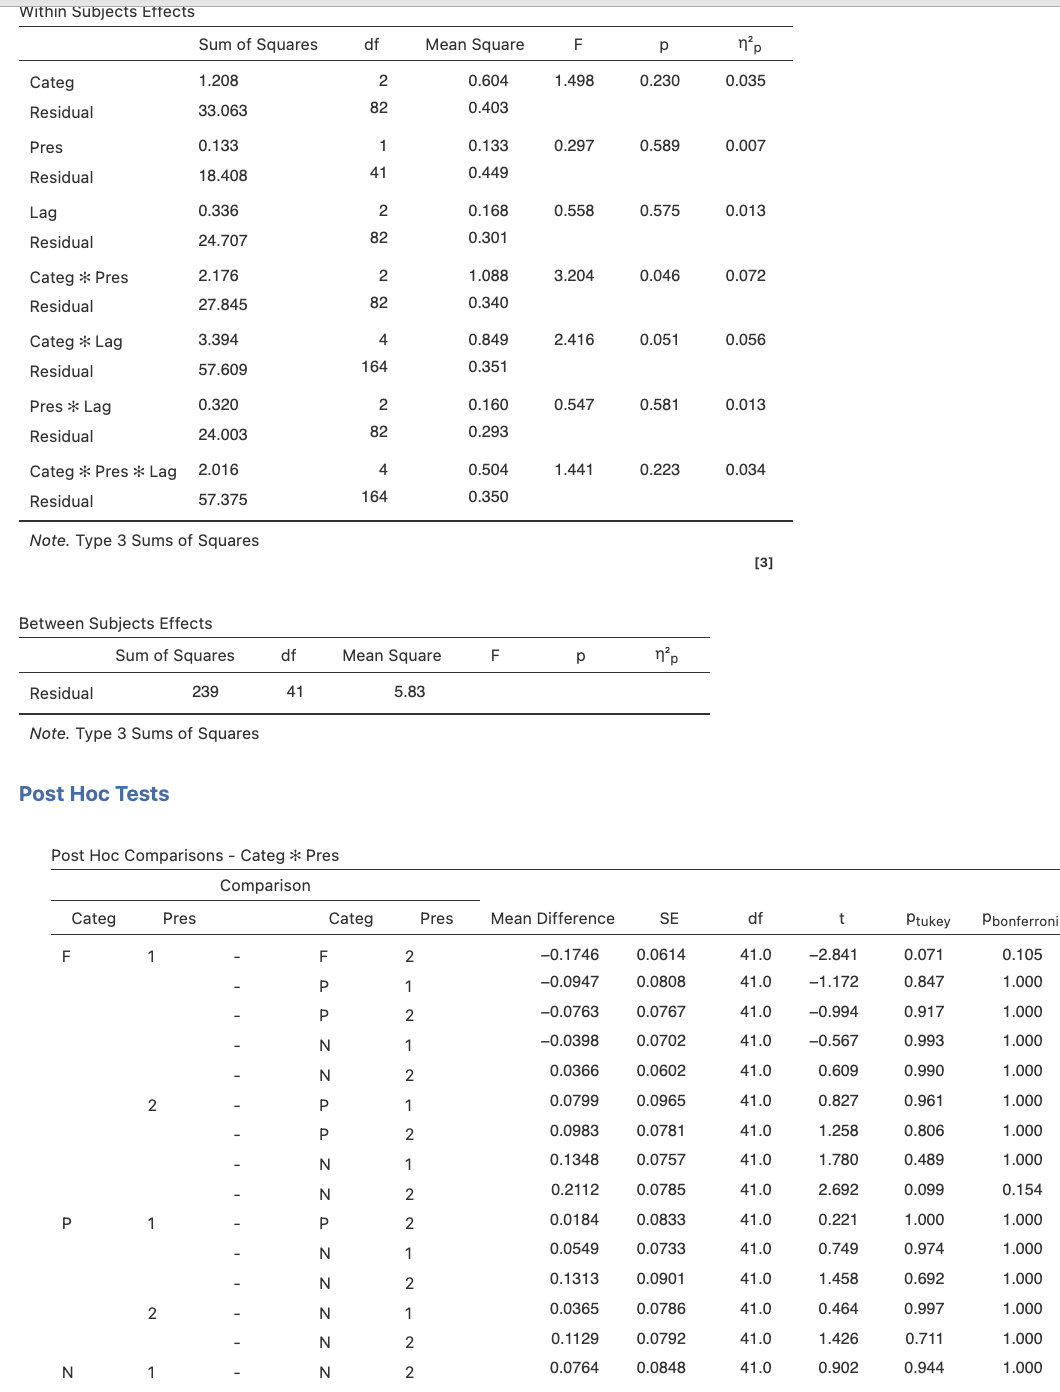 Within Subjects Effects
Sum of Squares df Mean Square F p η²p
Categ 1.208 2 0.604 1.498 0.230 0.035
Residual 33.063 82 0.403
Pres 0.133 1 0.133 0.297 0.589 0.007
Residual 18.408 41 0.449
Lag 0.336 2 0.168 0.558 0.575 0.013
Residual 24.707 82 0.301
Categ ✻ Pres 2.176 2 1.088 3.204 0.046 0.072
Residual 27.845 82 0.340
Categ ✻ Lag 3.394 4 0.849 2.416 0.051 0.056
Residual 57.609 164 0.351
Pres ✻ Lag 0.320 2 0.160 0.547 0.581 0.013
Residual 24.003 82 0.293
Categ ✻ Pres ✻ Lag 2.016 4 0.504 1.441 0.223 0.034
Residual 57.375 164 0.350
Note. Type 3 Sums of Squares
[3]
Between Subjects Effects
Sum of Squares df Mean Square F p η²p
Residual 239 41 5.83
Note. Type 3 Sums of Squares
Post Hoc Tests
Post Hoc Comparisons - Categ ✻ Pres
Comparison
Categ Pres Categ Pres Mean Difference SE df t ptukey pbonferroni
F 1 - F 2 −0.1746 0.0614 41.0 −2.841 0.071 0.105
- P 1 −0.0947 0.0808 41.0 −1.172 0.847 1.000
- P 2 −0.0763 0.0767 41.0 −0.994 0.917 1.000
- N 1 −0.0398 0.0702 41.0 −0.567 0.993 1.000
- N 2 0.0366 0.0602 41.0 0.609 0.990 1.000
2 - P 1 0.0799 0.0965 41.0 0.827 0.961 1.000
- P 2 0.0983 0.0781 41.0 1.258 0.806 1.000
- N 1 0.1348 0.0757 41.0 1.780 0.489 1.000
- N 2 0.2112 0.0785 41.0 2.692 0.099 0.154
P 1 - P 2 0.0184 0.0833 41.0 0.221 1.000 1.000
- N 1 0.0549 0.0733 41.0 0.749 0.974 1.000
- N 2 0.1313 0.0901 41.0 1.458 0.692 1.000
2 - N 1 0.0365 0.0786 41.0 0.464 0.997 1.000
- N 2 0.1129 0.0792 41.0 1.426 0.711 1.000
N 1 - N 2 0.0764 0.0848 41.0 0.902 0.944 1.000